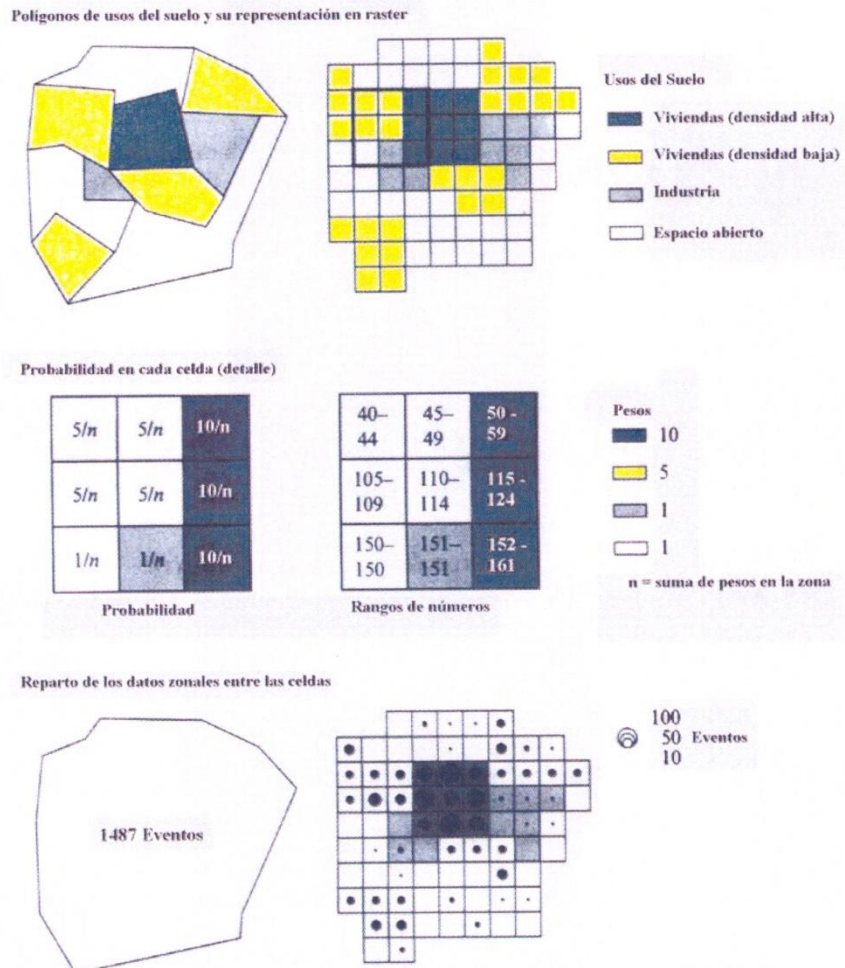 Polígonos de usos del suelo y su representación en raster
Usos del Suelo
Viviendas (densidad alta)
Viviendas (densidad baja)
Industria
Espacio abierto
Probabilidad en cada celda (detalle)
5/n 5/n 10/n
5/n 5/n 10/n
1/n 1/n 10/n
Probabilidad
40– 45– 50 -
44 49 59
105– 110– 115 -
109 114 124
150– 151– 152 -
150 151 161
Rangos de números
Pesos
10
5
1
1
n = suma de pesos en la zona
Reparto de los datos zonales entre las celdas
1487 Eventos
100
50 Eventos
10